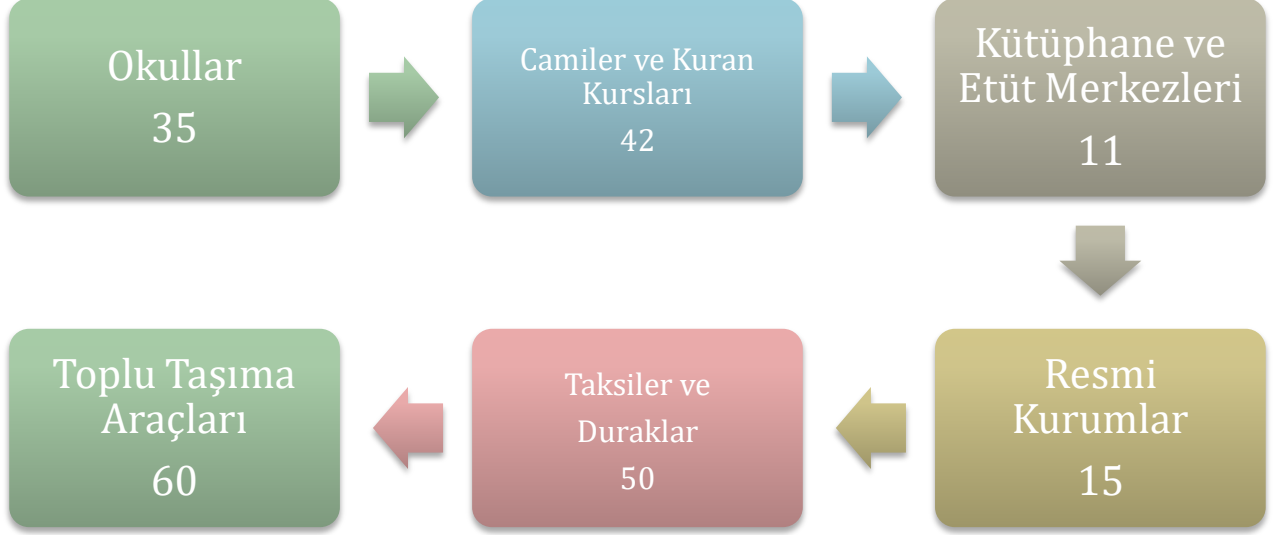 Okullar
35
Camiler ve Kuran
Kursları
42
Kütüphane ve
Etüt Merkezleri
11
Resmi
Kurumlar
15
Taksiler ve
Duraklar
50
Toplu Taşıma
Araçları
60